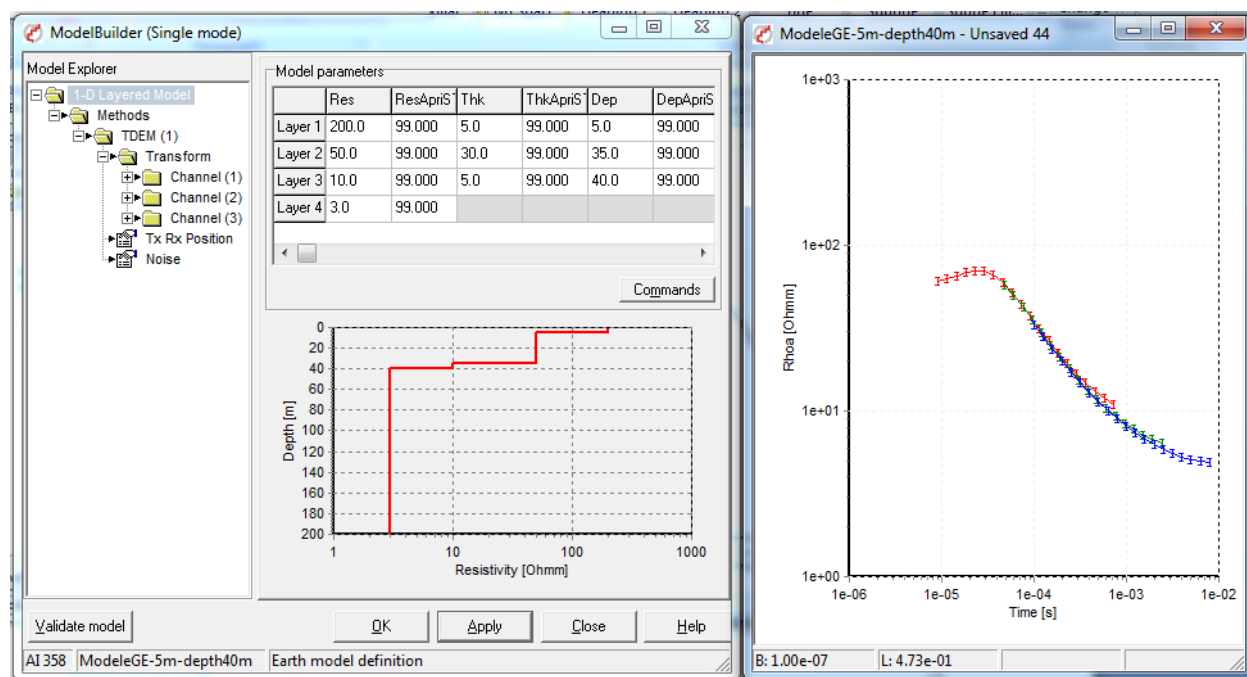 ModelBuilder (Single mode)
Model Explorer
1-D Layered Model
Methods
TDEM (1)
Transform
Channel (1)
Channel (2)
Channel (3)
Tx Rx Position
Noise
Model parameters
Res ResApriS Thk ThkApriS Dep DepApriS
Layer 1 200.0 99.000 5.0 99.000 5.0 99.000
Layer 2 50.0 99.000 30.0 99.000 35.0 99.000
Layer 3 10.0 99.000 5.0 99.000 40.0 99.000
Layer 4 3.0 99.000
Commands
0
20
40
60
80
100
120
140
160
180
200
Depth [m]
1 10 100 1000
Resistivity [Ohmm]
Validate model OK Apply Close Help
AI 358 ModeleGE-5m-depth40m Earth model definition
ModeleGE-5m-depth40m - Unsaved 44
1e+03
1e+02
1e+01
1e+00
Rhoa [Ohmm]
1e-06 1e-05 1e-04 1e-03 1e-02
Time [s]
B: 1.00e-07 L: 4.73e-01